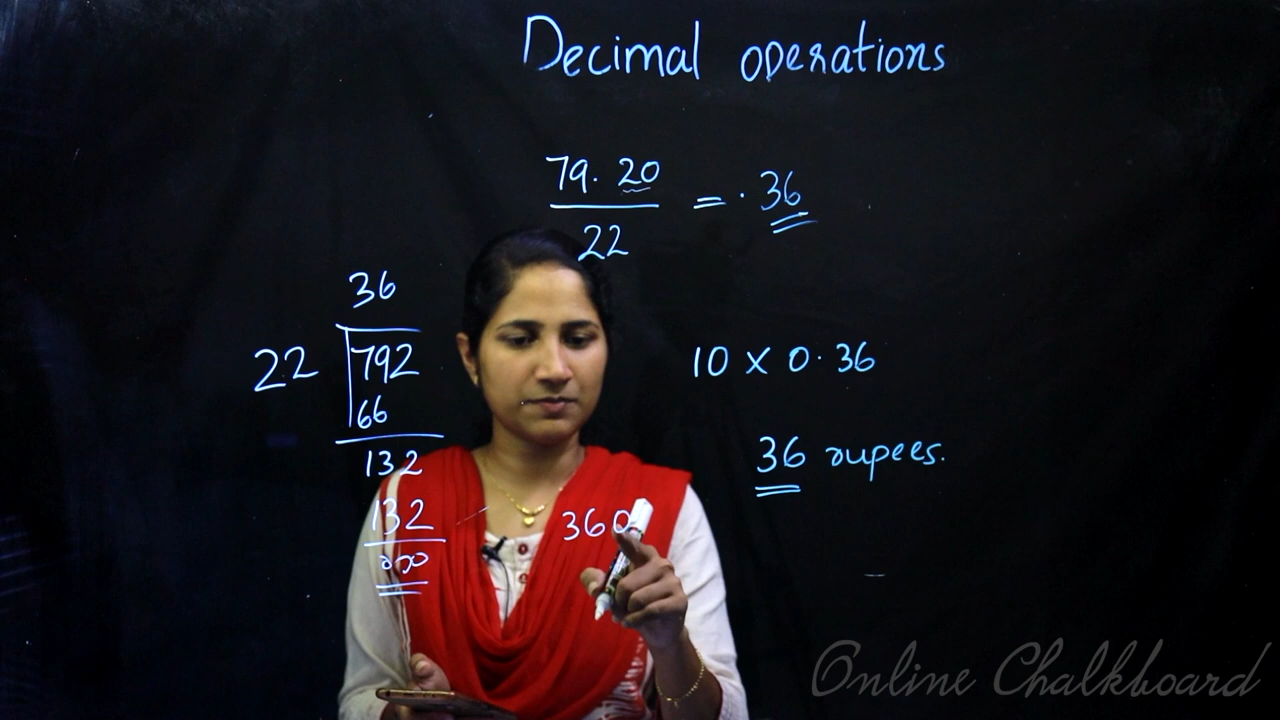 Decimal operations
79.20
22
= .36
36
22 792
66
132
132
000
10 x 0.36
36 rupees.
360
Online Chalkboard